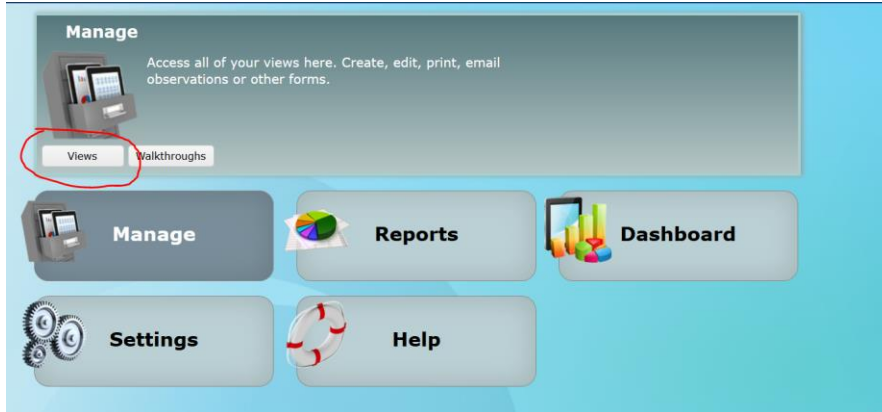 Manage
Access all of your views here. Create, edit, print, email
observations or other forms.
Views
Walkthroughs
Manage
Reports
Dashboard
Settings
Help